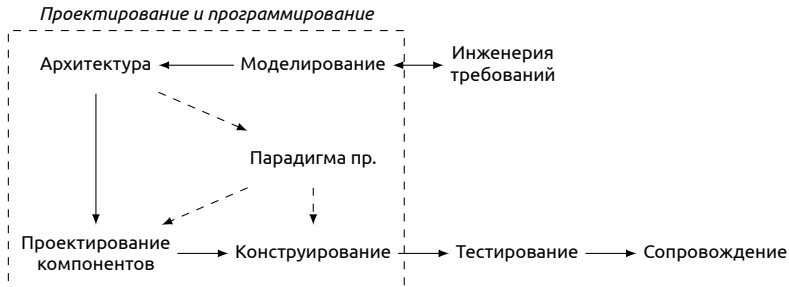 Проектирование и программирование
Архитектура
Моделирование
Инженерия
требований
Парадигма пр.
Проектирование
компонентов
Конструирование
Тестирование
Сопровождение